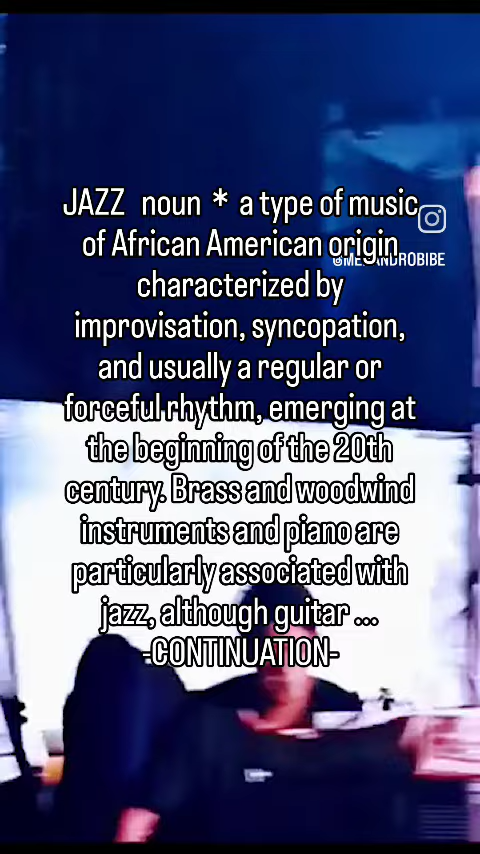 JAZZ noun * a type of music
of African American origin
characterized by
improvisation, syncopation,
and usually a regular or
forceful rhythm, emerging at
the beginning of the 20th
century. Brass and woodwind
instruments and piano are
particularly associated with
jazz, although guitar ...
-CONTINUATION-